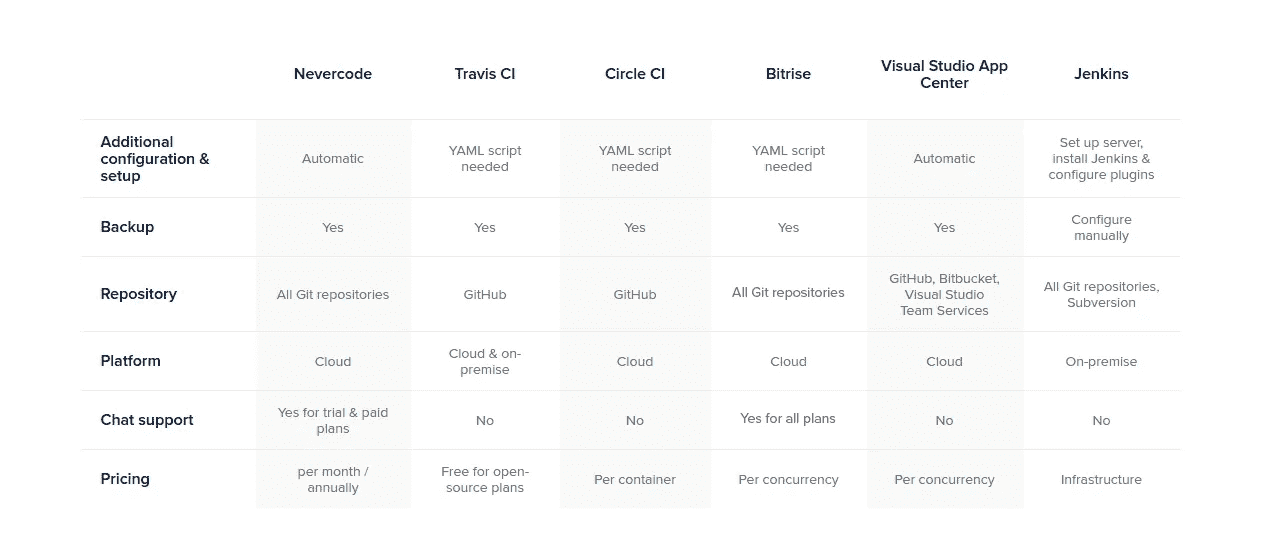 Nevercode
Travis CI
Circle CI
Bitrise
Visual Studio App
Center
Jenkins
Additional
configuration &
setup
Automatic
YAML script
needed
YAML script
needed
YAML script
needed
Automatic
Set up server,
install Jenkins &
configure plugins
Backup
Yes
Yes
Yes
Yes
Yes
Configure
manually
Repository
All Git repositories
GitHub
GitHub
All Git repositories
GitHub, Bitbucket,
Visual Studio
Team Services
All Git repositories,
Subversion
Platform
Cloud
Cloud & on-
premise
Cloud
Cloud
Cloud
On-premise
Chat support
Yes for trial & paid
plans
No
No
Yes for all plans
No
No
Pricing
per month /
annually
Free for open-
source plans
Per container
Per concurrency
Per concurrency
Infrastructure